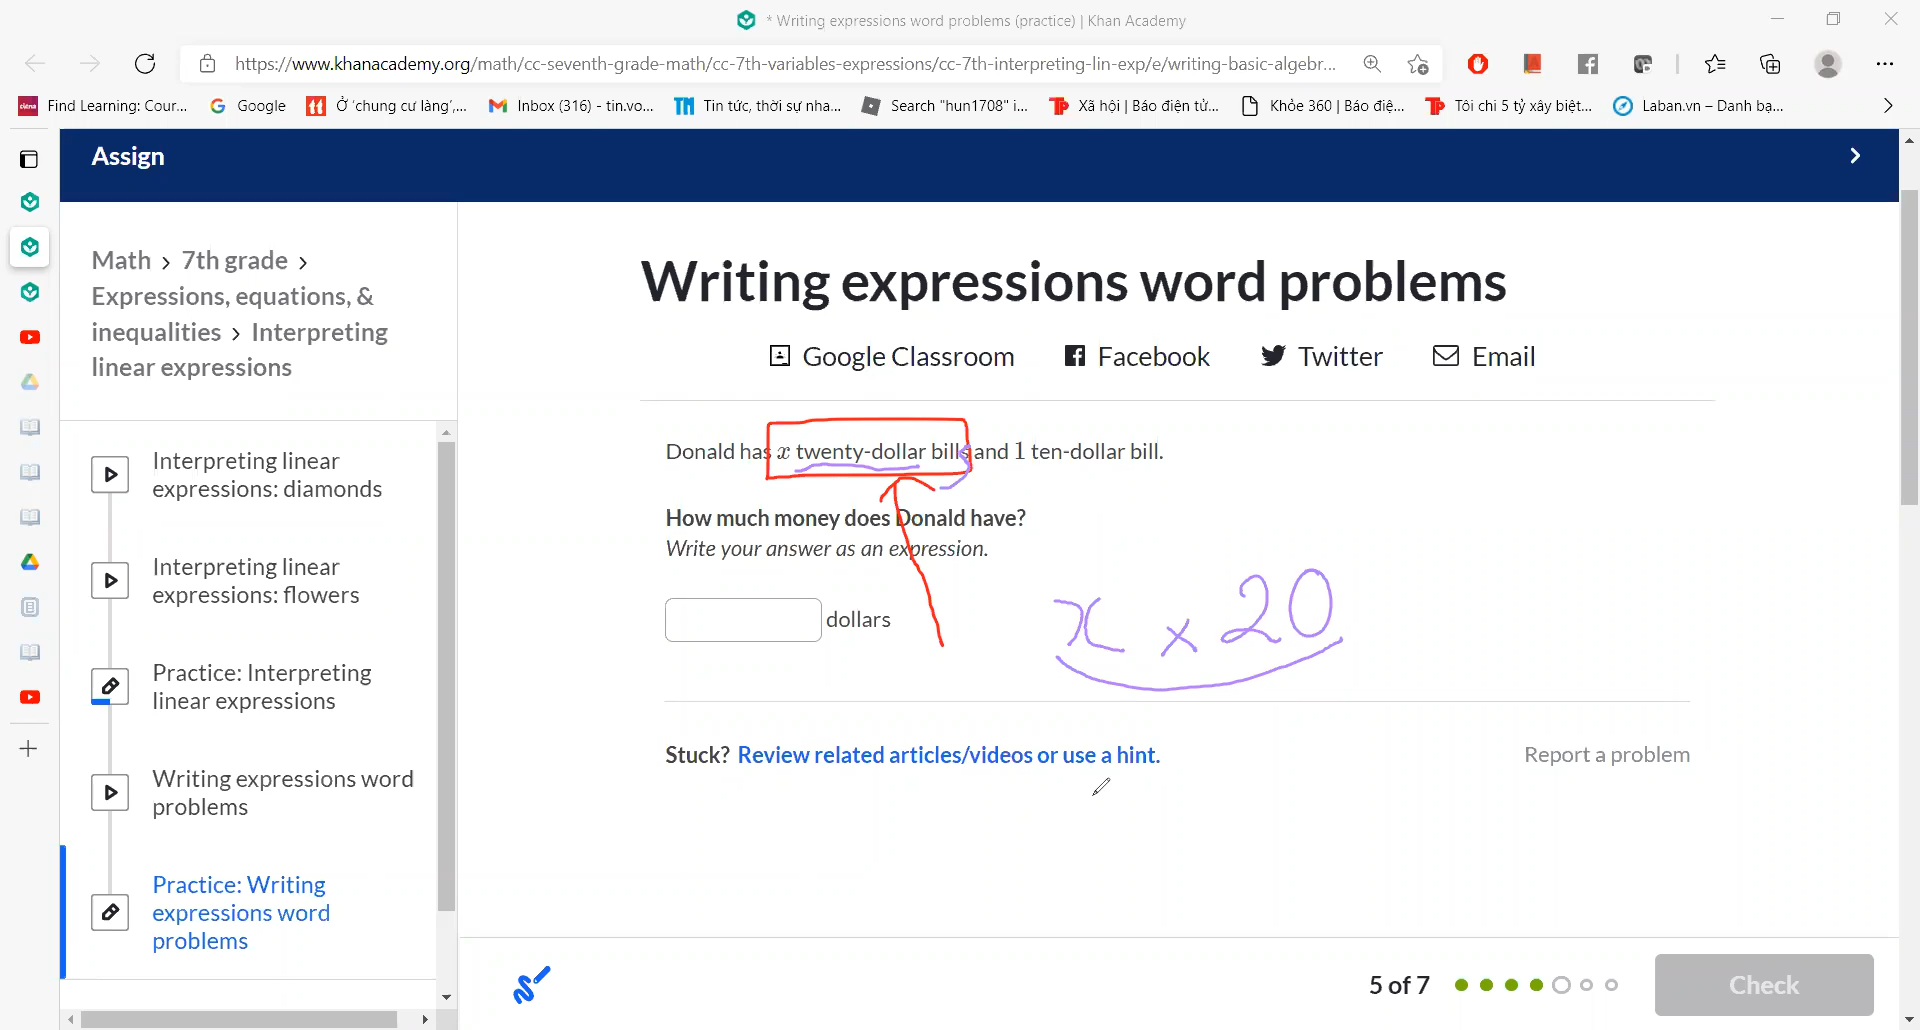 * Writing expressions word problems (practice) | Khan Academy
https://www.khanacademy.org/math/cc-seventh-grade-math/cc-7th-variables-expressions/cc-7th-interpreting-lin-exp/e/writing-basic-algebr...
Find Learning: Cour...
Google
Ở 'chung cư làng',...
Inbox (316) - tin.vo...
Tin tức, thời sự nha...
Search "hun1708" i...
Xã hội | Báo điện tử...
Khỏe 360 | Báo điệ...
Tôi chi 5 tỷ xây biệt...
Laban.vn – Danh bạ...
Assign
Math > 7th grade >
Expressions, equations, &
inequalities > Interpreting
linear expressions
Interpreting linear
expressions: diamonds
Interpreting linear
expressions: flowers
Practice: Interpreting
linear expressions
Writing expressions word
problems
Practice: Writing
expressions word
problems
Writing expressions word problems
Google Classroom
Facebook
Twitter
Email
Donald has x twenty-dollar bills and 1 ten-dollar bill.
How much money does Donald have?
Write your answer as an expression.
dollars
x × 20
Stuck? Review related articles/videos or use a hint.
Report a problem
5 of 7
Check